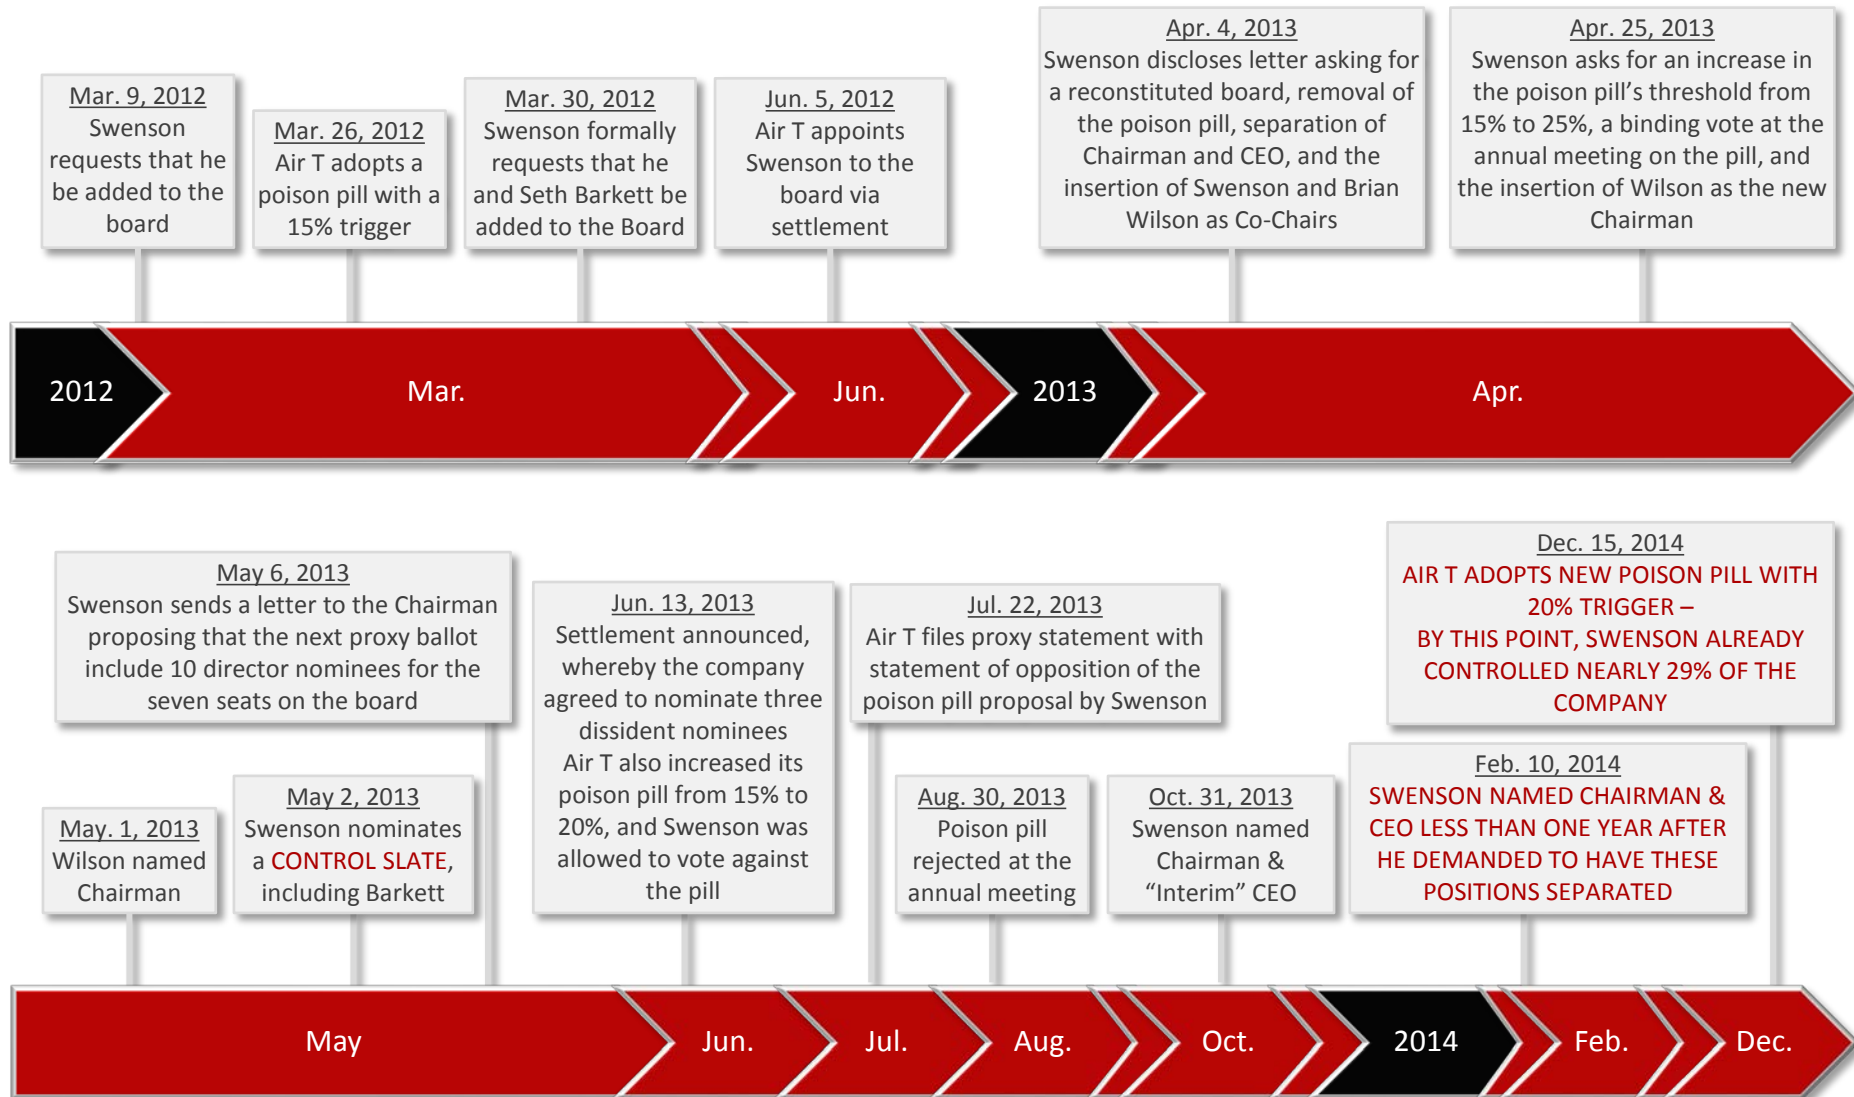 Mar. 9, 2012
Swenson
requests that he
be added to the
board
Mar. 26, 2012
Air T adopts a
poison pill with a
15% trigger
Mar. 30, 2012
Swenson formally
requests that he
and Seth Barkett be
added to the Board
Jun. 5, 2012
Air T appoints
Swenson to the
board via
settlement
Apr. 4, 2013
Swenson discloses letter asking for
a reconstituted board, removal of
the poison pill, separation of
Chairman and CEO, and the
insertion of Swenson and Brian
Wilson as Co-Chairs
Apr. 25, 2013
Swenson asks for an increase in
the poison pill’s threshold from
15% to 25%, a binding vote at the
annual meeting on the pill, and
the insertion of Wilson as the new
Chairman
2012
Mar.
Jun.
2013
Apr.
May. 1, 2013
Wilson named
Chairman
May 2, 2013
Swenson nominates
a CONTROL SLATE,
including Barkett
May 6, 2013
Swenson sends a letter to the Chairman
proposing that the next proxy ballot
include 10 director nominees for the
seven seats on the board
Jun. 13, 2013
Settlement announced,
whereby the company
agreed to nominate three
dissident nominees
Air T also increased its
poison pill from 15% to
20%, and Swenson was
allowed to vote against
the pill
Jul. 22, 2013
Air T files proxy statement with
statement of opposition of the
poison pill proposal by Swenson
Aug. 30, 2013
Poison pill
rejected at the
annual meeting
Oct. 31, 2013
Swenson named
Chairman &
“Interim” CEO
Feb. 10, 2014
SWENSON NAMED CHAIRMAN &
CEO LESS THAN ONE YEAR AFTER
HE DEMANDED TO HAVE THESE
POSITIONS SEPARATED
Dec. 15, 2014
AIR T ADOPTS NEW POISON PILL WITH
20% TRIGGER –
BY THIS POINT, SWENSON ALREADY
CONTROLLED NEARLY 29% OF THE
COMPANY
May
Jun.
Jul.
Aug.
Oct.
2014
Feb.
Dec.